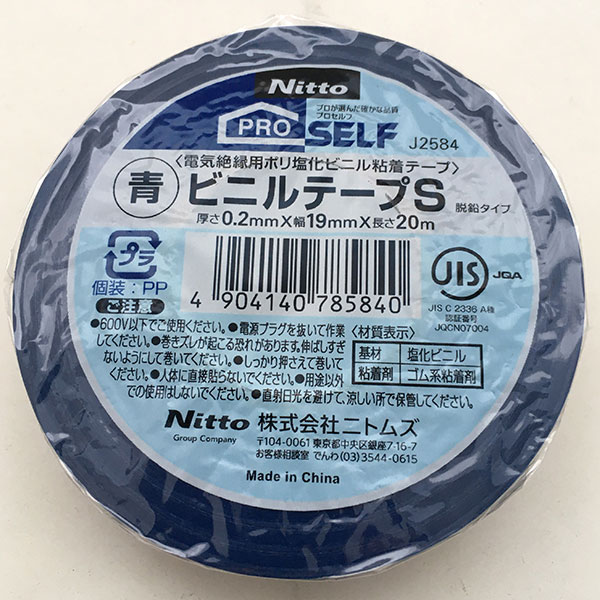 Nitto
プロが選んだ確かな品質
プロセルフ
PRO SELF J2584
〈電気絶縁用ポリ塩化ビニル粘着テープ〉
青 ビニルテープS 脱鉛タイプ
厚さ0.2mm×幅19mm×長さ20m
プラ
個装:PP
4 904140 785840
JIS JQA
JIS C 2336 A種
認証番号
JQCN07004
ご注意
●600V以下でご使用ください。●電源プラグを抜いて作業
してください。●巻きズレが起こる恐れがあります。伸ばしすぎ
ないようにして巻いてください。●しっかり押さえて巻いて
ください。●人体に直接貼らないでください。●用途以外
での使用はしないでください。●直射日光を避けて、涼しい所で保管してください。
〈材質表示〉
基材 塩化ビニル
粘着剤 ゴム系粘着剤
Nitto 株式会社ニトムズ
Group Company
〒104-0061 東京都中央区銀座7-16-7
お客様相談室 でんわ(03)3544-0615
Made in China